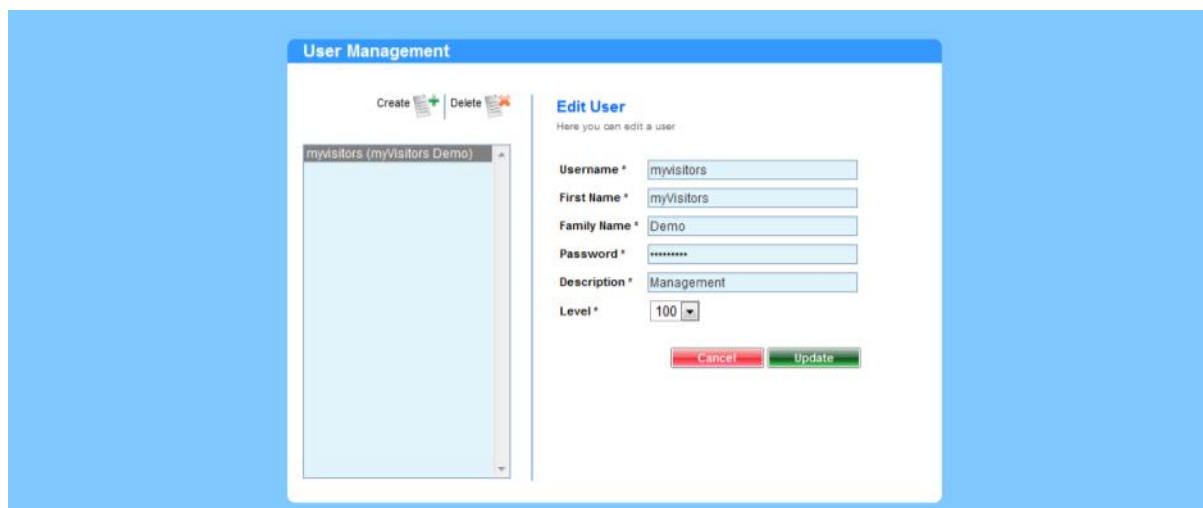 User Management
Create Delete
myvisitors (myVisitors Demo)
Edit User
Here you can edit a user
Username * myvisitors
First Name * myVisitors
Family Name * Demo
Password * •••••••••
Description * Management
Level * 100
Cancel Update